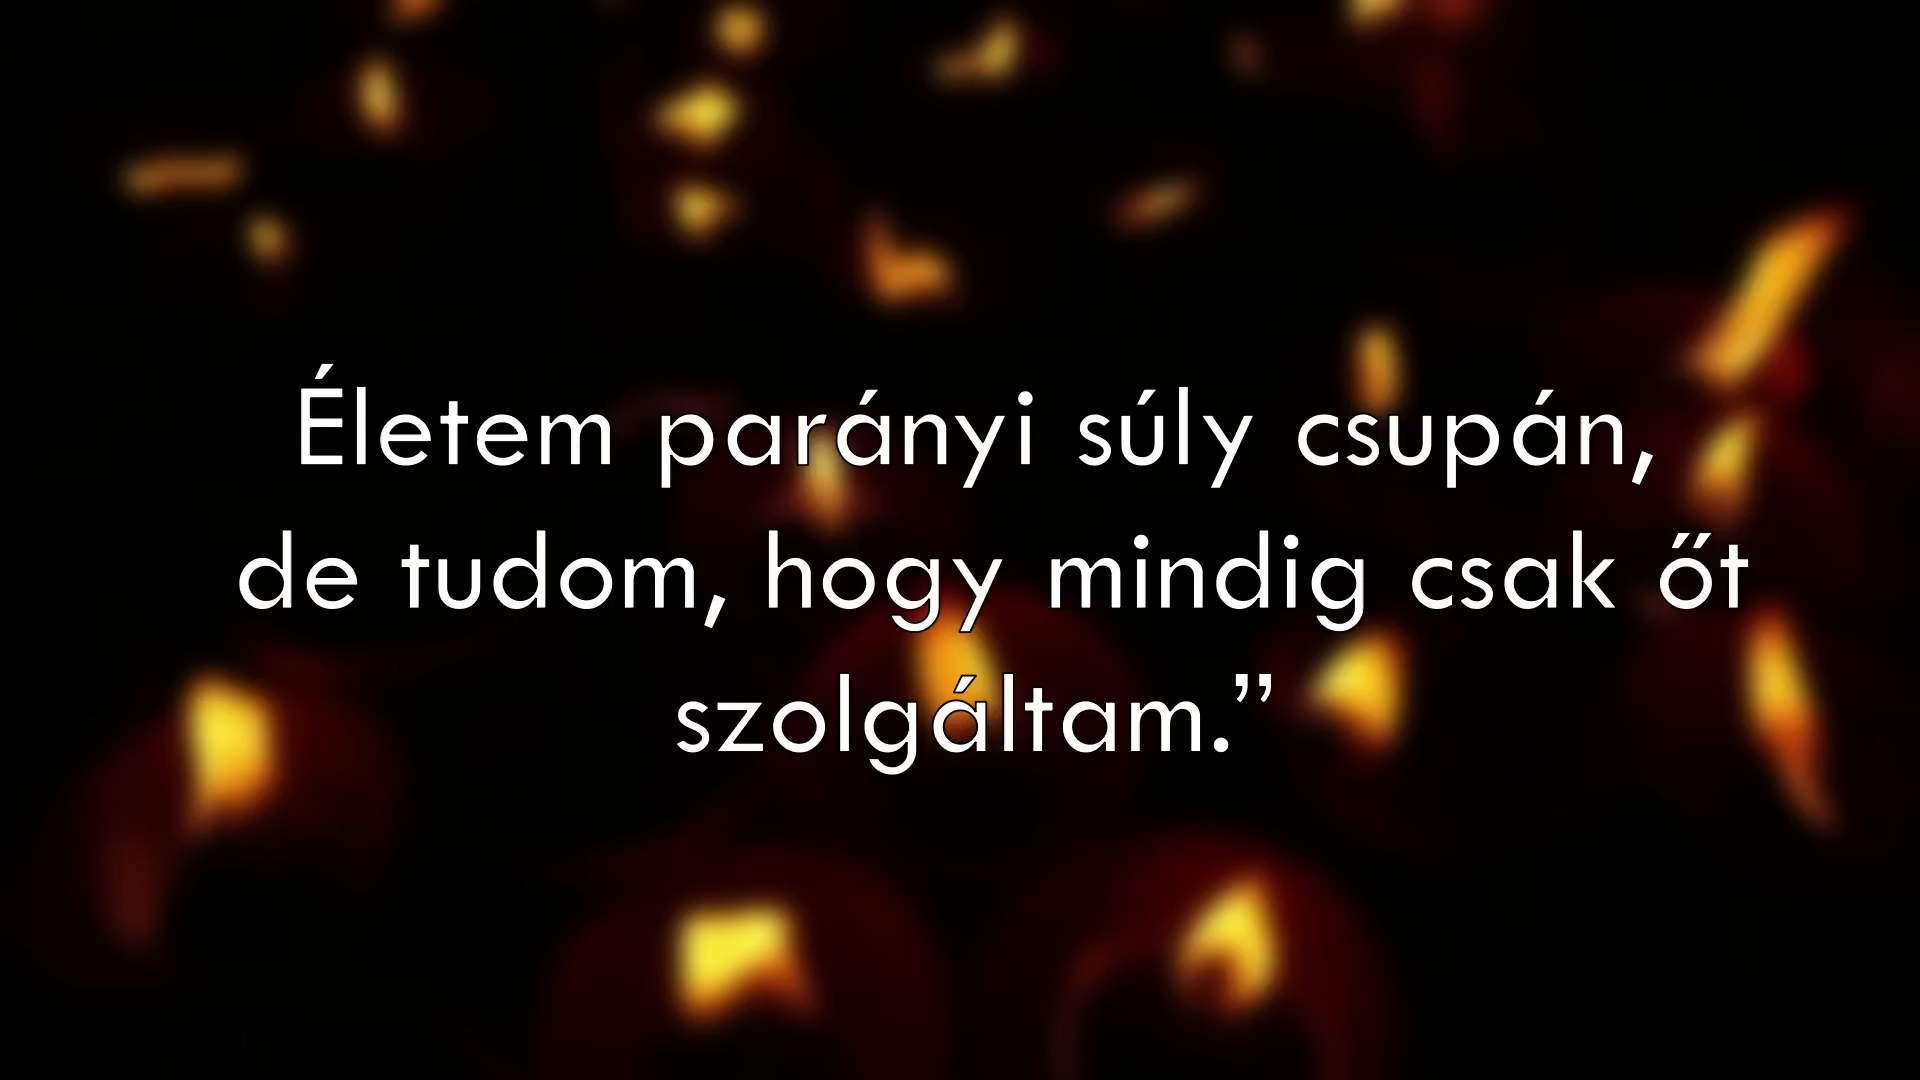 Életem parányi súly csupán,
de tudom, hogy mindig csak őt
szolgáltam.”